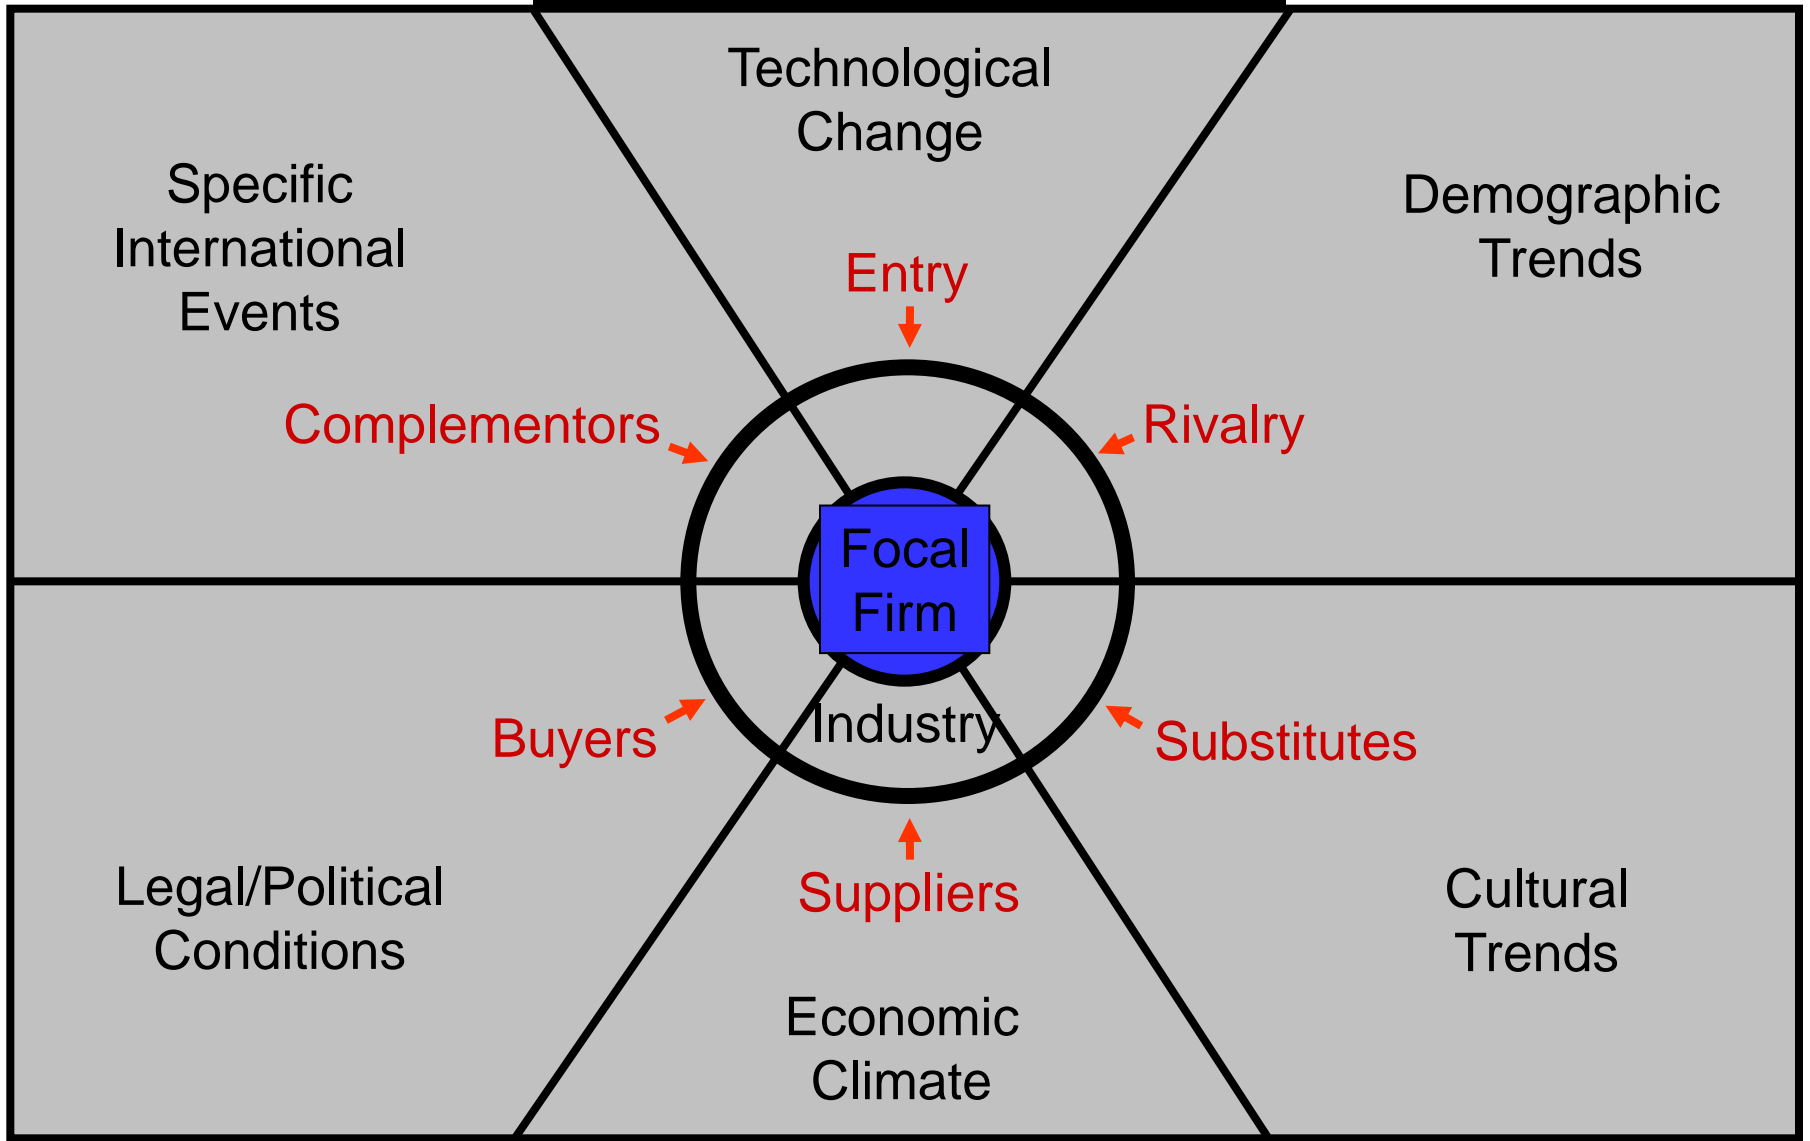 Technological
Change
Specific
International
Events
Demographic
Trends
Entry
Complementors
Rivalry
Focal
Firm
Industry
Buyers
Substitutes
Suppliers
Legal/Political
Conditions
Cultural
Trends
Economic
Climate